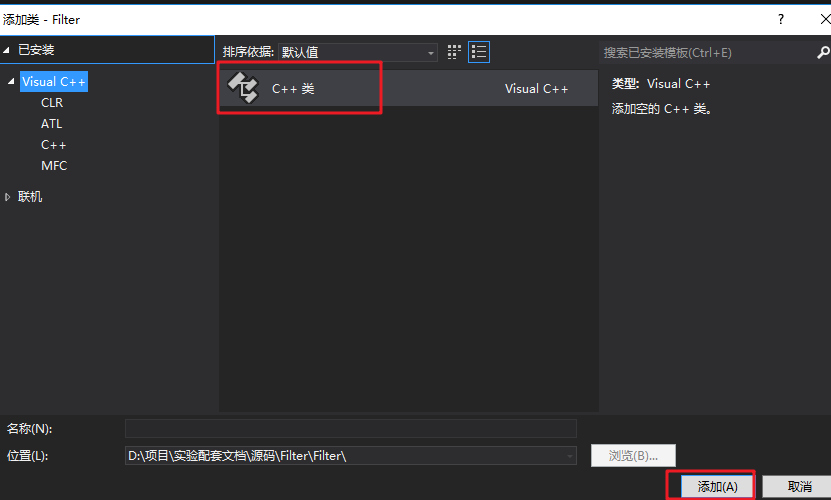 添加类 - Filter
?
已安装
排序依据: 默认值
搜索已安装模板(Ctrl+E)
Visual C++
CLR
ATL
C++
MFC
联机
C++ 类
Visual C++
类型: Visual C++
添加空的 C++ 类。
名称(N):
位置(L):
D:\项目\实验配套文档\源码\Filter\Filter\
浏览(B)...
添加(A)
取消